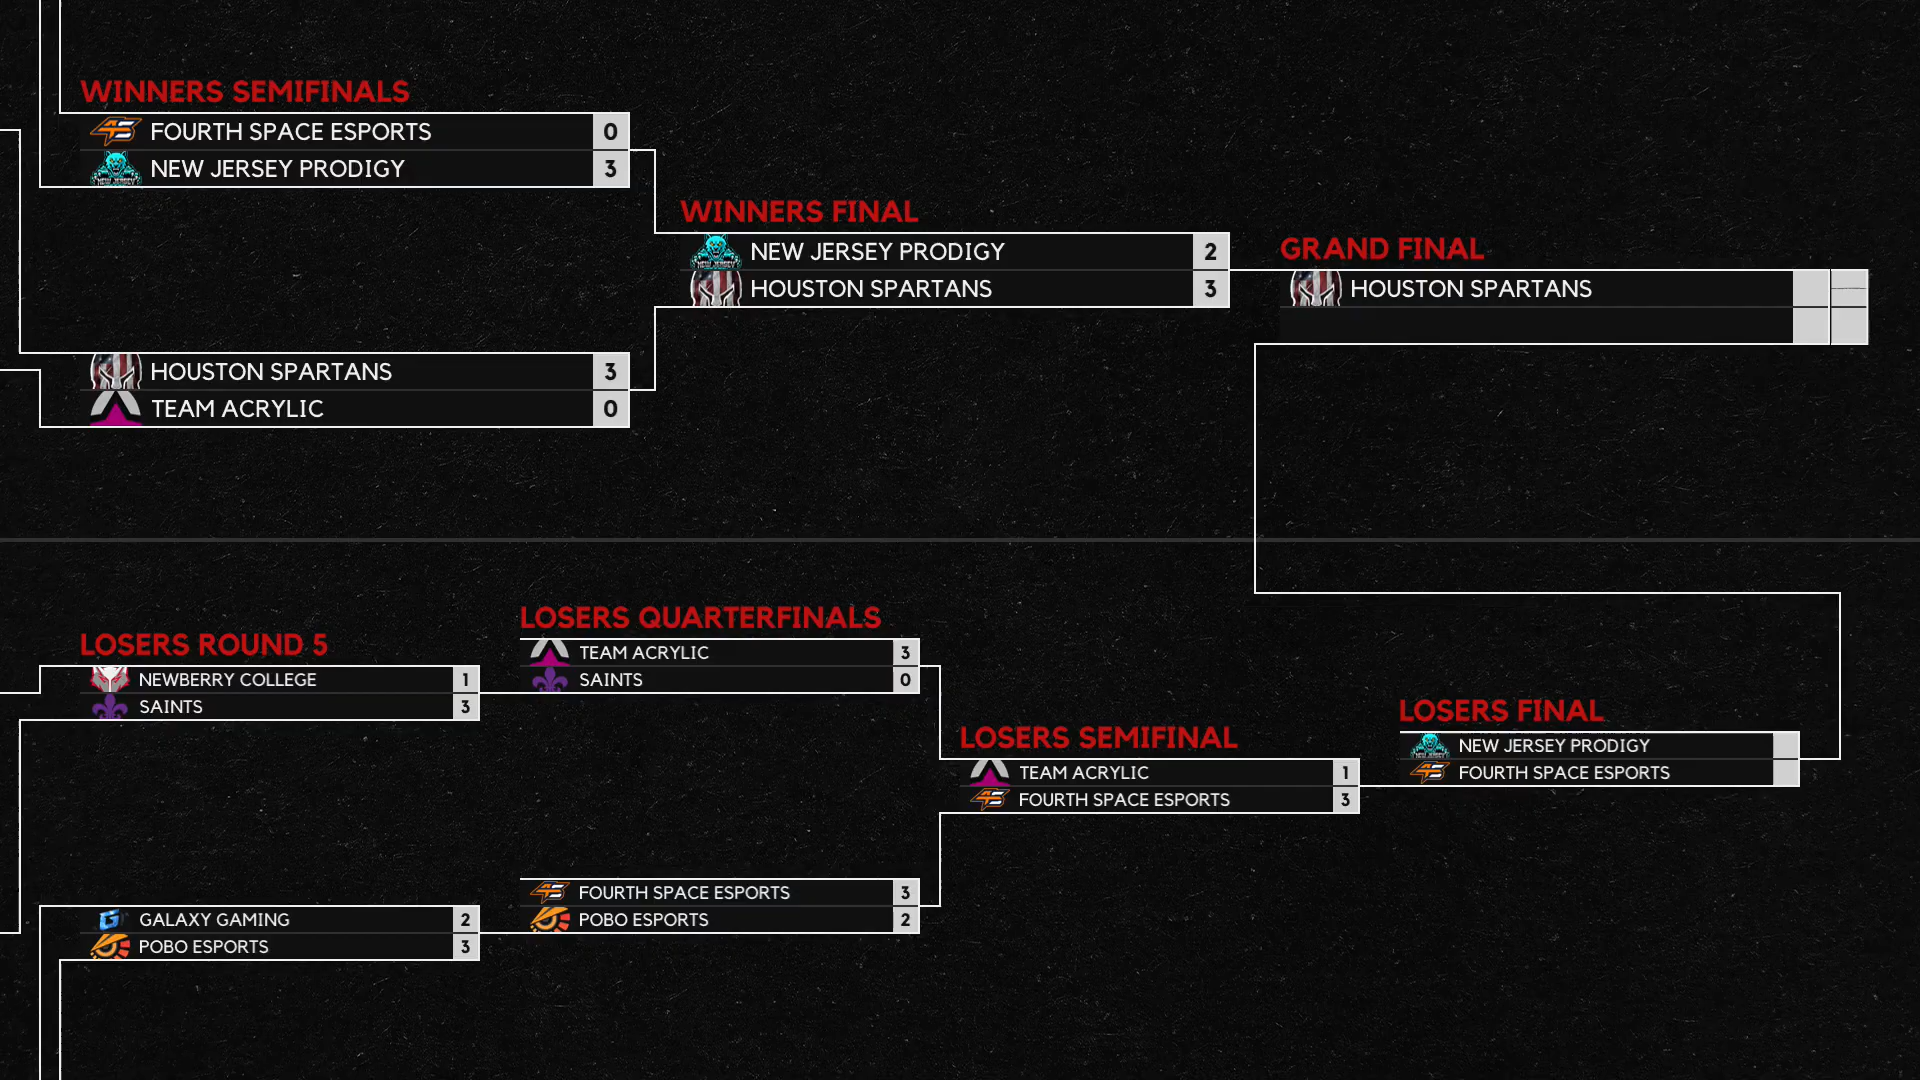 WINNERS SEMIFINALS
FOURTH SPACE ESPORTS 0
NEW JERSEY PRODIGY 3
HOUSTON SPARTANS 3
TEAM ACRYLIC 0
WINNERS FINAL
NEW JERSEY PRODIGY 2
HOUSTON SPARTANS 3
GRAND FINAL
HOUSTON SPARTANS
LOSERS ROUND 5
NEWBERRY COLLEGE 1
SAINTS 3
GALAXY GAMING 2
POBO ESPORTS 3
LOSERS QUARTERFINALS
TEAM ACRYLIC 3
SAINTS 0
FOURTH SPACE ESPORTS 3
POBO ESPORTS 2
LOSERS SEMIFINAL
TEAM ACRYLIC 1
FOURTH SPACE ESPORTS 3
LOSERS FINAL
NEW JERSEY PRODIGY
FOURTH SPACE ESPORTS